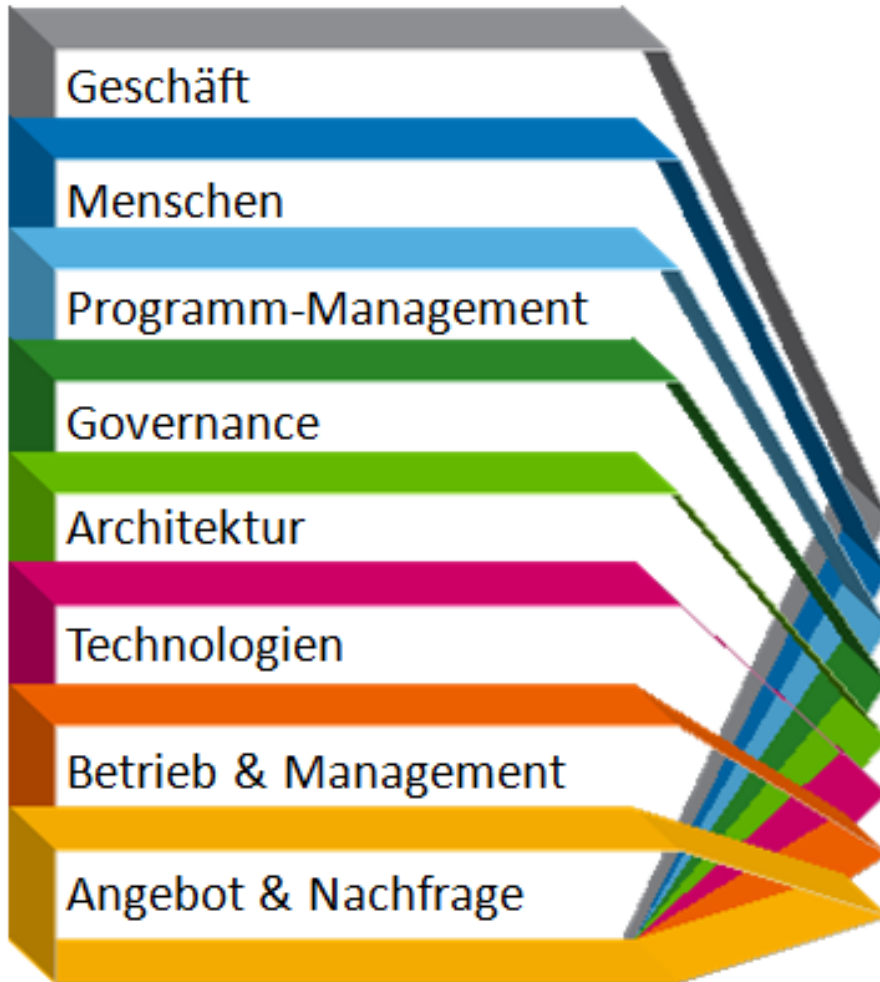 Geschäft
Menschen
Programm-Management
Governance
Architektur
Technologien
Betrieb & Management
Angebot & Nachfrage